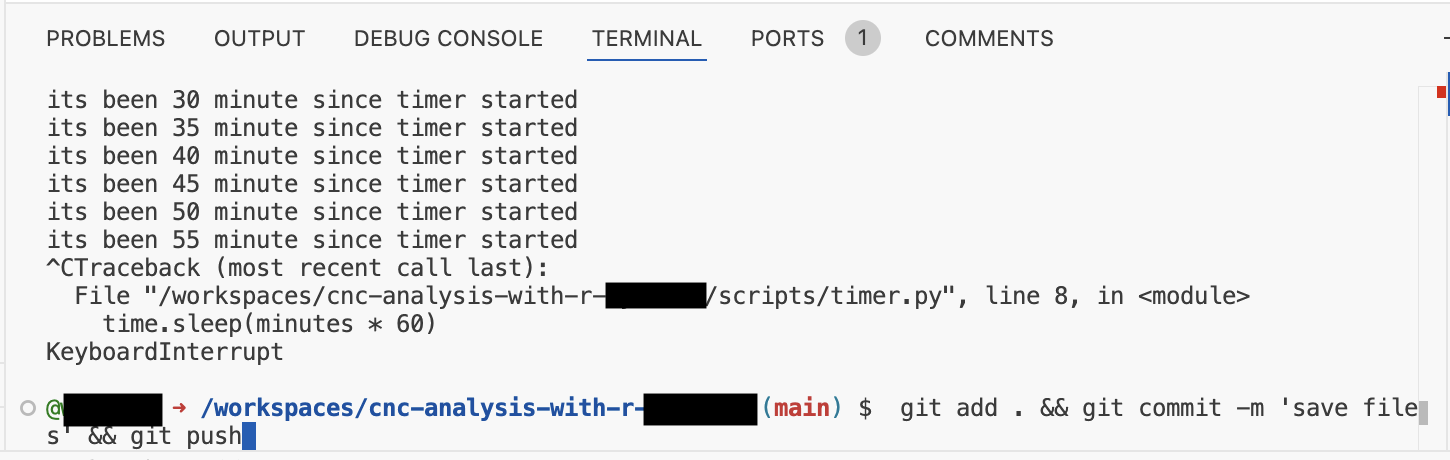 PROBLEMS OUTPUT DEBUG CONSOLE TERMINAL PORTS 1 COMMENTS
its been 30 minute since timer started
its been 35 minute since timer started
its been 40 minute since timer started
its been 45 minute since timer started
its been 50 minute since timer started
its been 55 minute since timer started
^CTraceback (most recent call last):
  File "/workspaces/cnc-analysis-with-r-/scripts/timer.py", line 8, in <module>
    time.sleep(minutes * 60)
KeyboardInterrupt
@ → /workspaces/cnc-analysis-with-r- (main) $  git add . && git commit -m 'save file
s' && git push